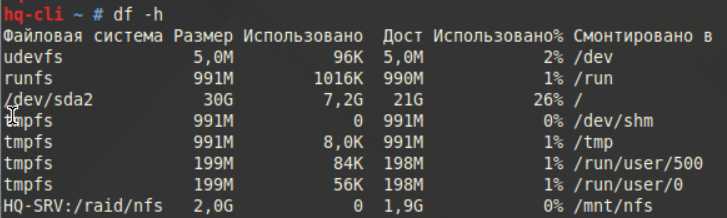 hq-cli ~ # df -h
Файловая система Размер Использовано Дост Использовано% Смонтировано в
udevfs 5,0M 96K 5,0M 2% /dev
runfs 991M 1016K 990M 1% /run
/dev/sda2 30G 7,2G 21G 26% /
tmpfs 991M 0 991M 0% /dev/shm
tmpfs 991M 8,0K 991M 1% /tmp
tmpfs 199M 84K 198M 1% /run/user/500
tmpfs 199M 56K 198M 1% /run/user/0
HQ-SRV:/raid/nfs 2,0G 0 1,9G 0% /mnt/nfs